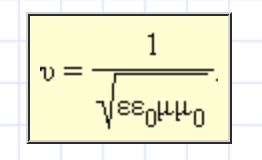 υ = 1 / √εε₀μμ₀.